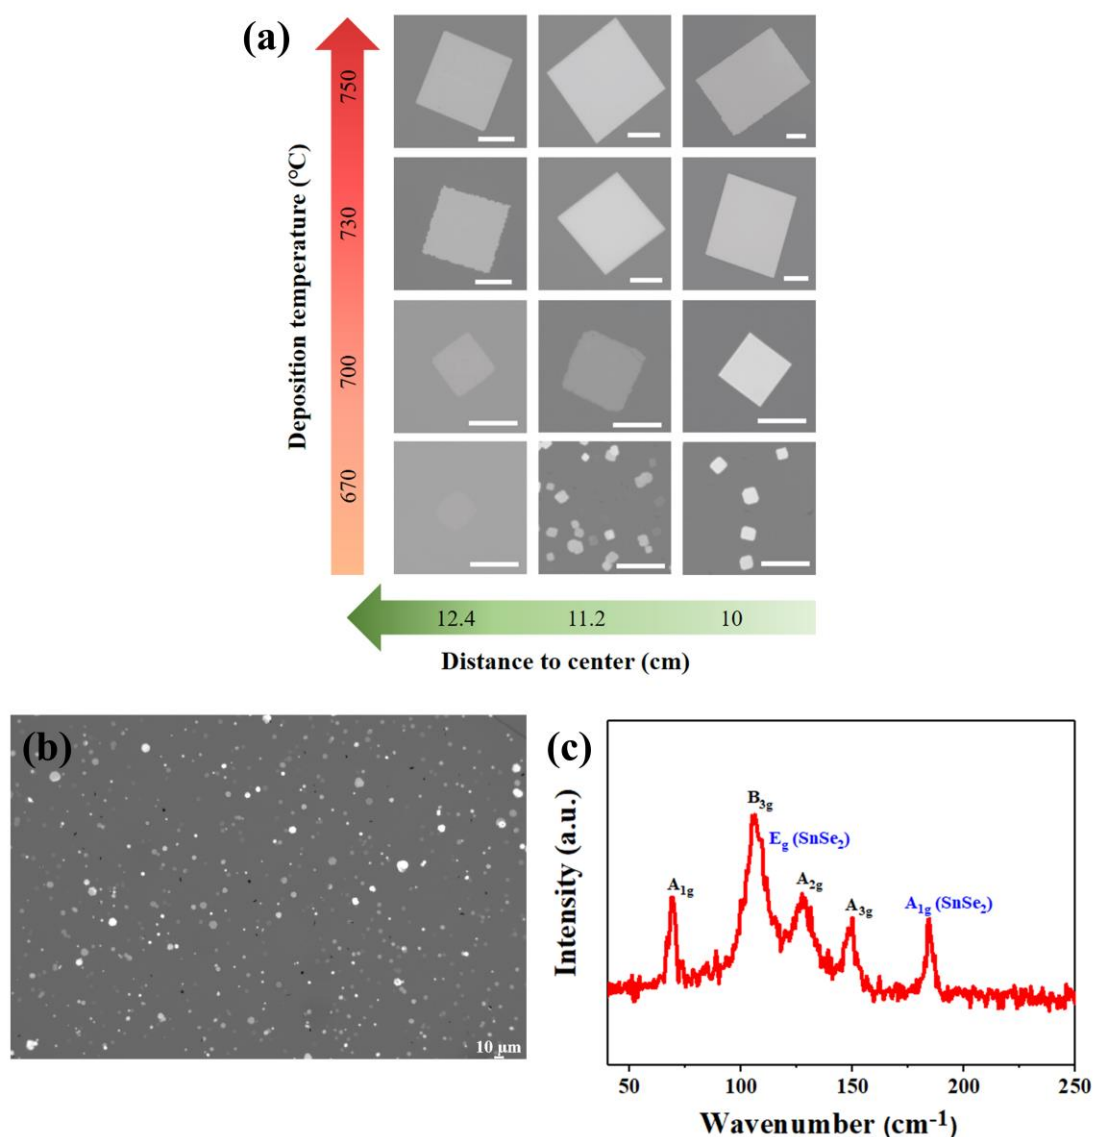 (a)
Deposition temperature (°C)
750
730
700
670
12.4 11.2 10
Distance to center (cm)
(b)
10 μm
(c)
Intensity (a.u.)
A1g
B3g
Eg (SnSe2)
A2g
A3g
A1g (SnSe2)
50 100 150 200 250
Wavenumber (cm-1)